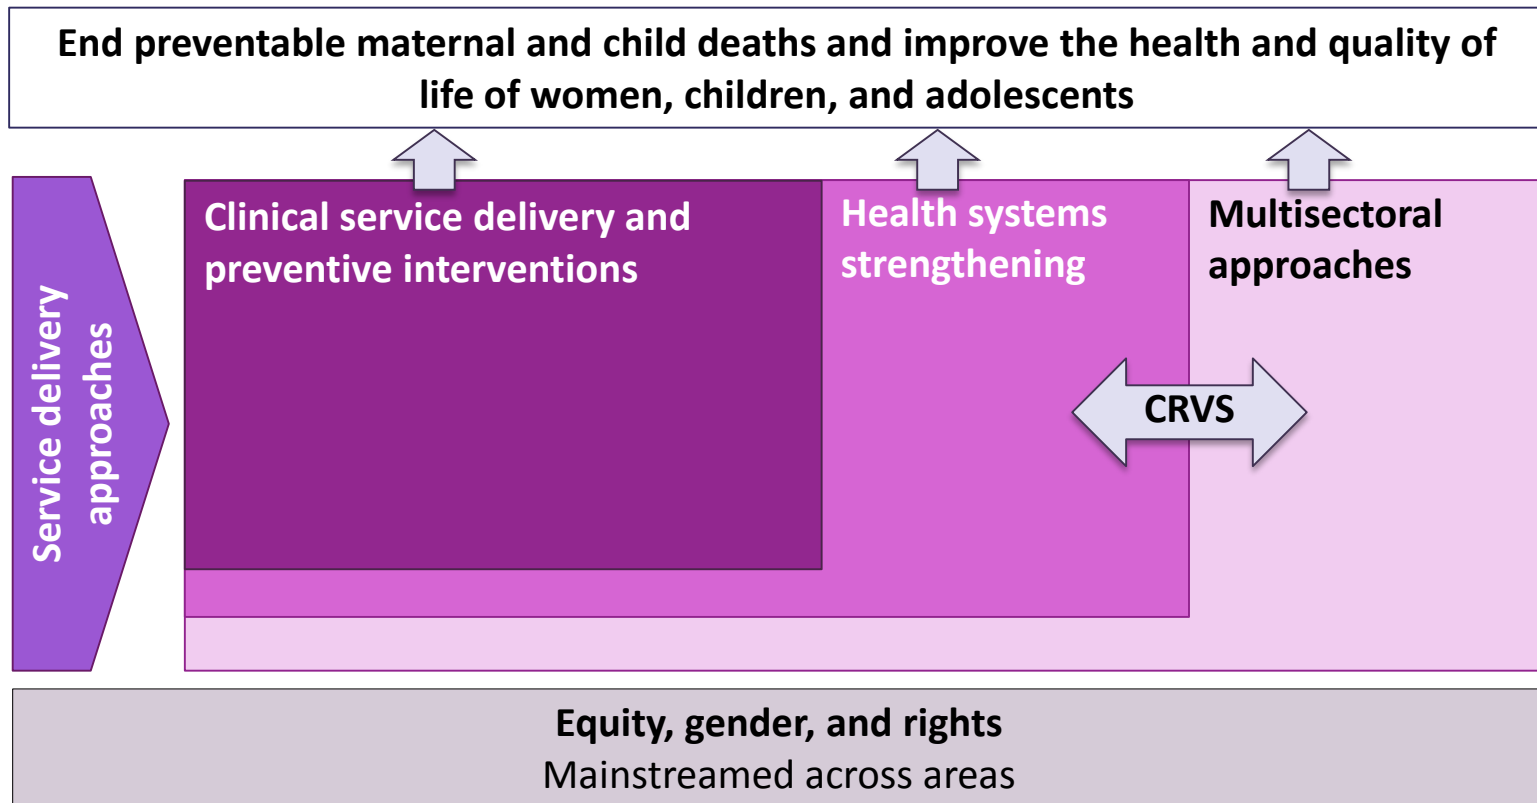 End preventable maternal and child deaths and improve the health and quality of
life of women, children, and adolescents
Service delivery
approaches
Clinical service delivery and
preventive interventions
Health systems
strengthening
Multisectoral
approaches
CRVS
Equity, gender, and rights
Mainstreamed across areas